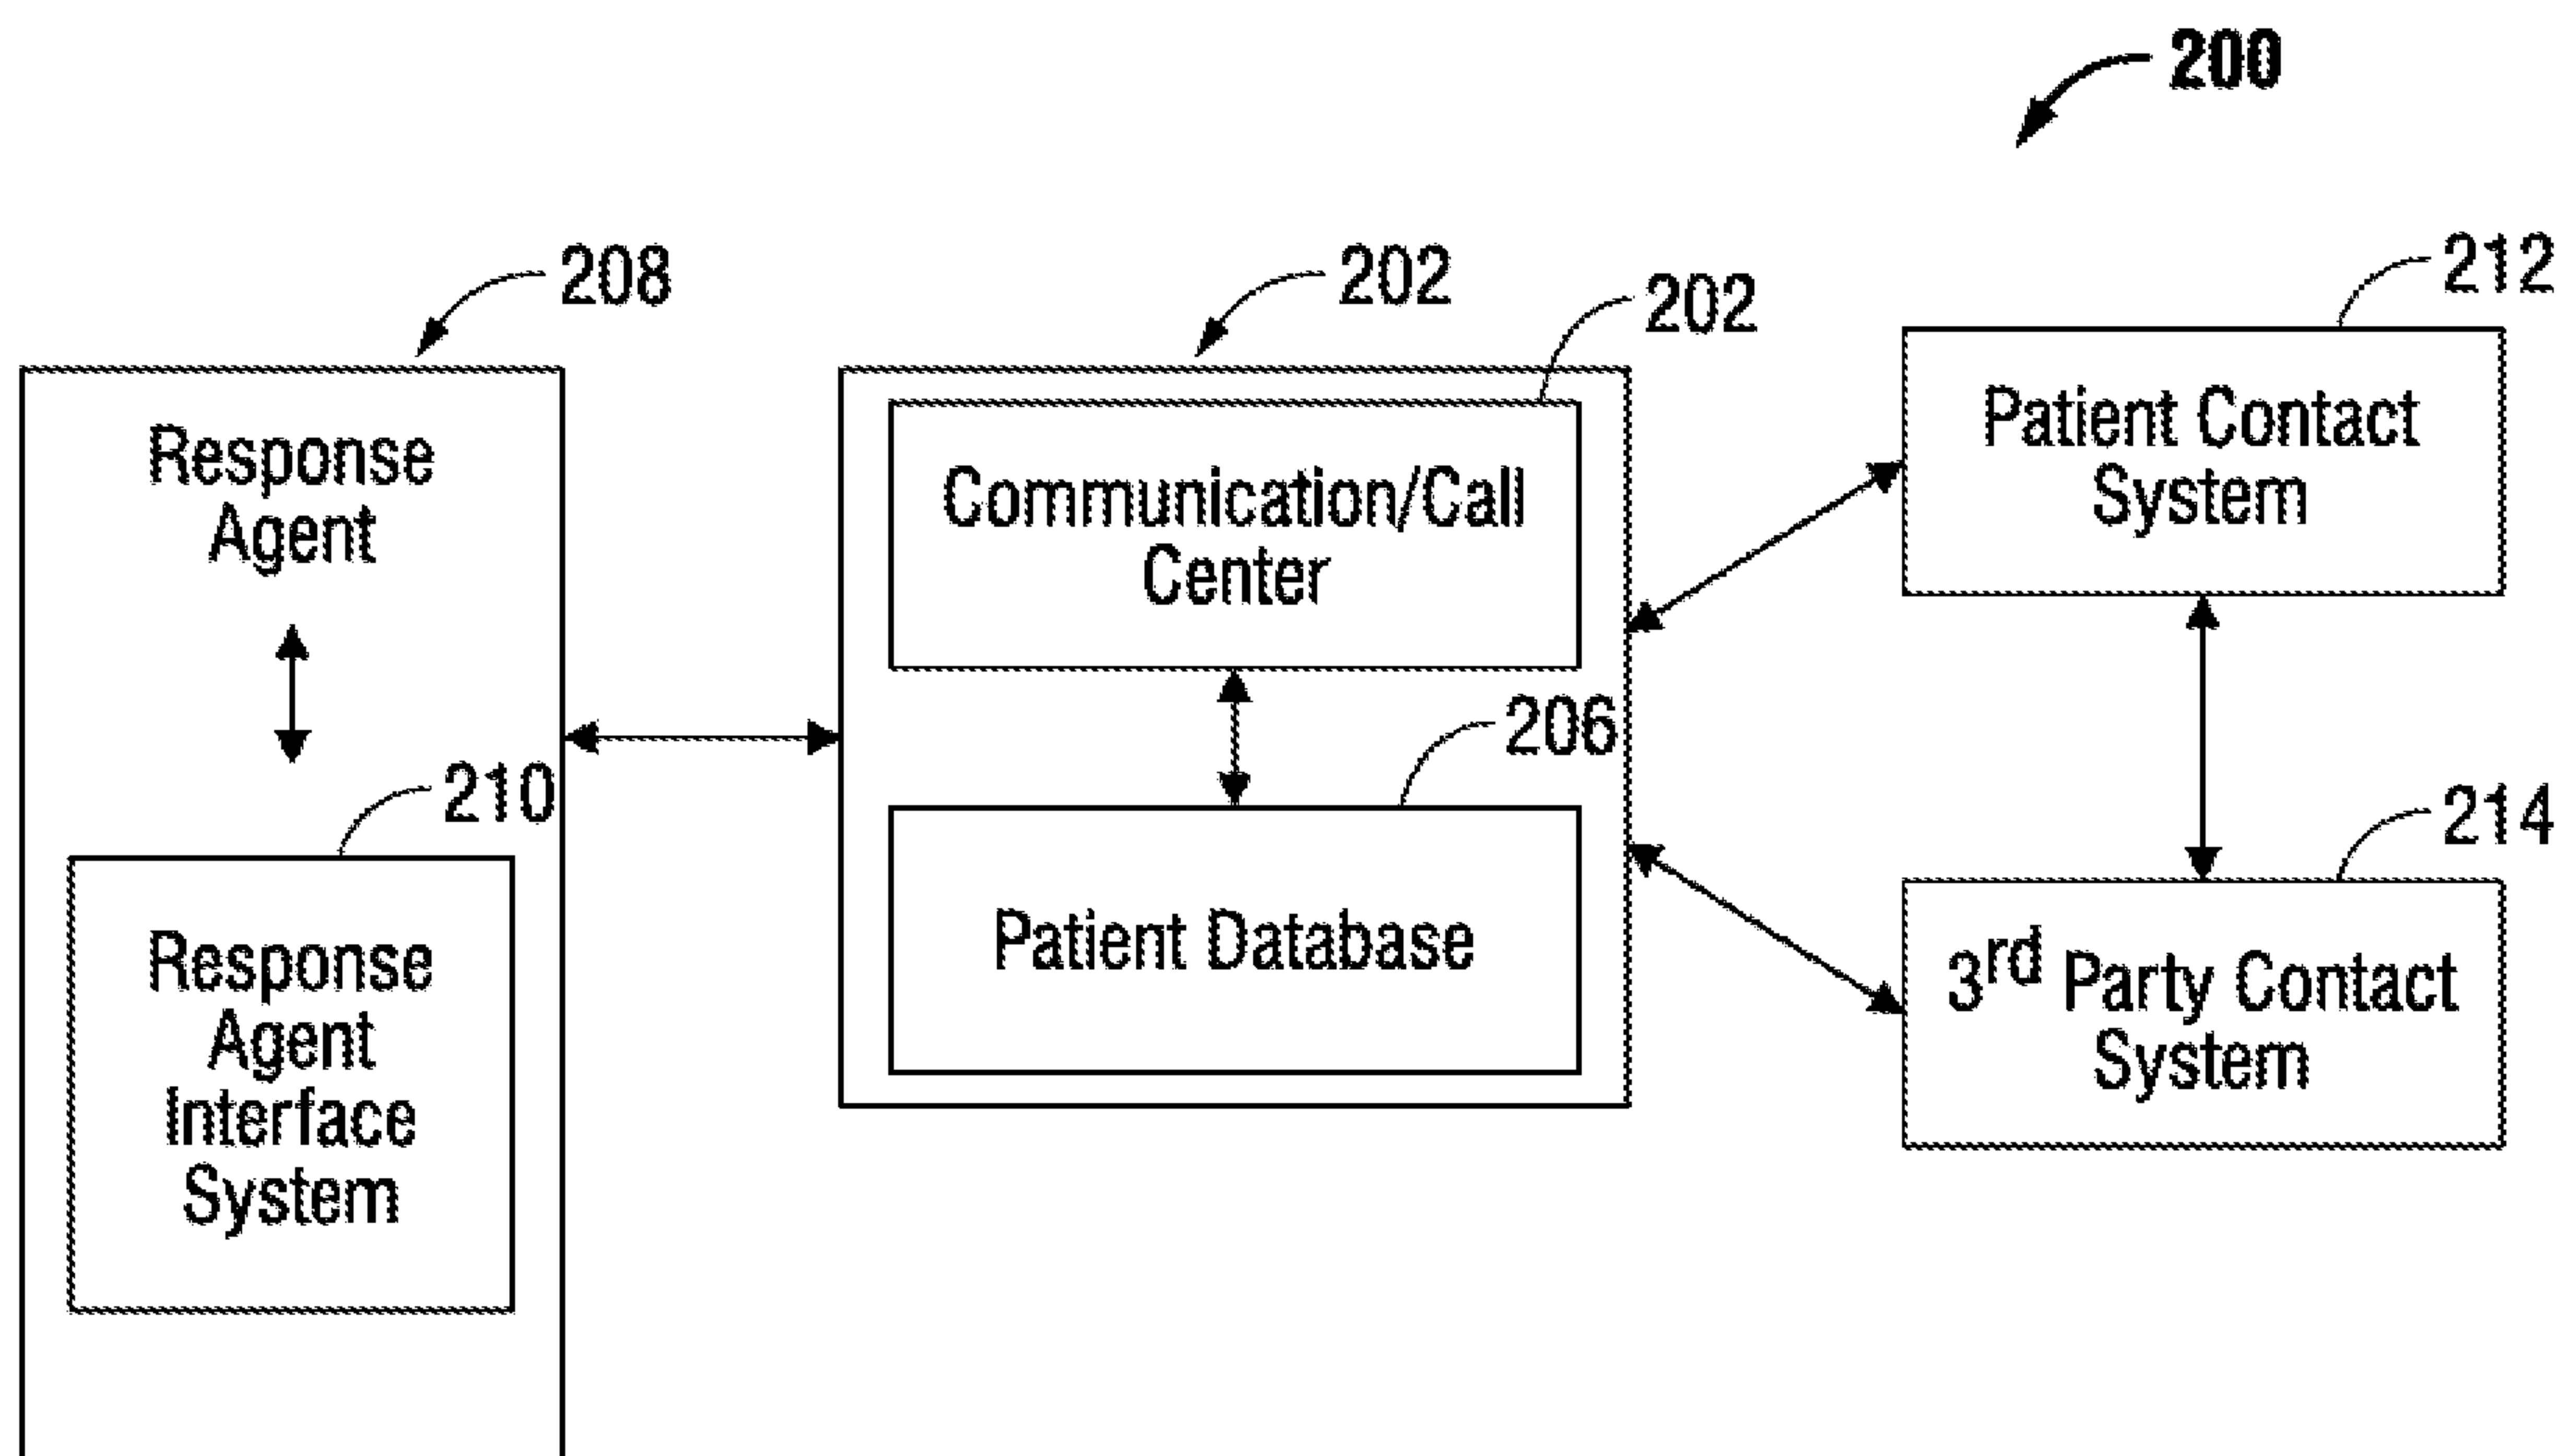 200
208
202
202
212
Response
Agent
Communication/Call
Center
Patient Contact
System
206
210
214
Response
Agent
Interface
System
Patient Database
3rd Party Contact
System